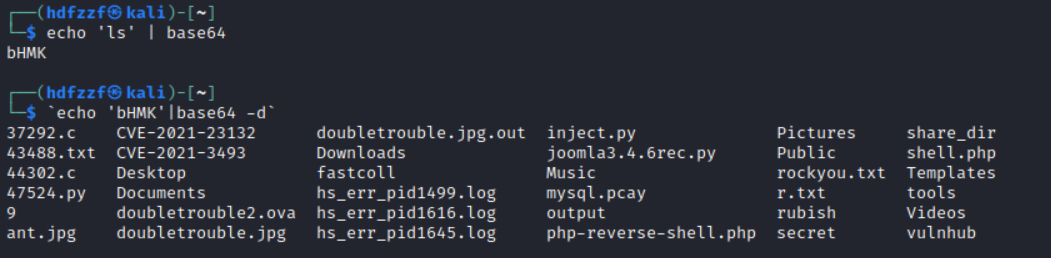 ┌──(hdfzzf㉿kali)-[~]
└─$ echo 'ls' | base64
bHMK
┌──(hdfzzf㉿kali)-[~]
└─$ `echo 'bHMK'|base64 -d`
37292.c CVE-2021-23132 doubletrouble.jpg.out inject.py Pictures share_dir
43488.txt CVE-2021-3493 Downloads joomla3.4.6rec.py Public shell.php
44302.c Desktop fastcoll Music rockyou.txt Templates
47524.py Documents hs_err_pid1499.log mysql.pcay r.txt tools
9 doubletrouble2.ova hs_err_pid1616.log output rubish Videos
ant.jpg doubletrouble.jpg hs_err_pid1645.log php-reverse-shell.php secret vulnhub